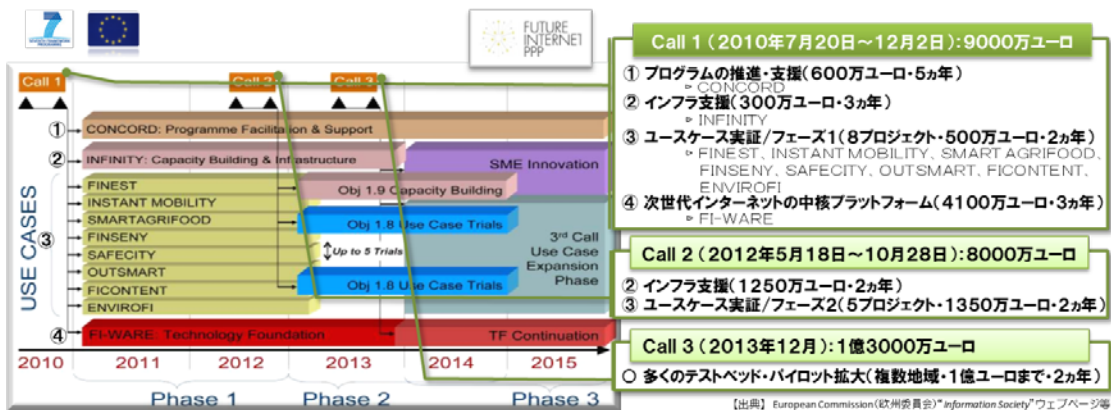 7
SEVENTH FRAMEWORK
PROGRAMME
FUTURE
INTERNET
PPP
Call 1
Call 2
Call 3
① CONCORD: Programme Facilitation & Support
② INFINITY: Capacity Building & Infrastructure
SME Innovation
USE CASES
③
FINEST
INSTANT MOBILITY
SMARTAGRIFOOD
FINSENY
SAFECITY
OUTSMART
FICONTENT
ENVIROFI
Obj 1.9 Capacity Building
Obj 1.8 Use Case Trials
Up to 5 Trials
Obj 1.8 Use Case Trials
3rd Call
Use Case
Expansion
Phase
④ FI-WARE: Technology Foundation
TF Continuation
2010 2011 2012 2013 2014 2015
Phase 1 Phase 2 Phase 3
Call 1 (2010年7月20日~12月2日):9000万ユーロ
① プログラムの推進・支援(600万ユーロ・5ヵ年)
▹ CONCORD
② インフラ支援(300万ユーロ・3ヵ年)
▹ INFINITY
③ ユースケース実証/フェーズ1(8プロジェクト・500万ユーロ・2ヵ年)
▹ FINEST、INSTANT MOBILITY、SMART AGRIFOOD、
FINSENY、SAFECITY、OUTSMART、FICONTENT、
ENVIROFI
④ 次世代インターネットの中核プラットフォーム(4100万ユーロ・3ヵ年)
▹ FI-WARE
Call 2 (2012年5月18日~10月28日):8000万ユーロ
② インフラ支援(1250万ユーロ・2ヵ年)
③ ユースケース実証/フェーズ2(5プロジェクト・1350万ユーロ・2ヵ年)
Call 3 (2013年12月):1億3000万ユーロ
○ 多くのテストベッド・パイロット拡大(複数地域・1億ユーロまで・2ヵ年)
【出典】 European Commission(欧州委員会)"Information Society"ウェブページ等